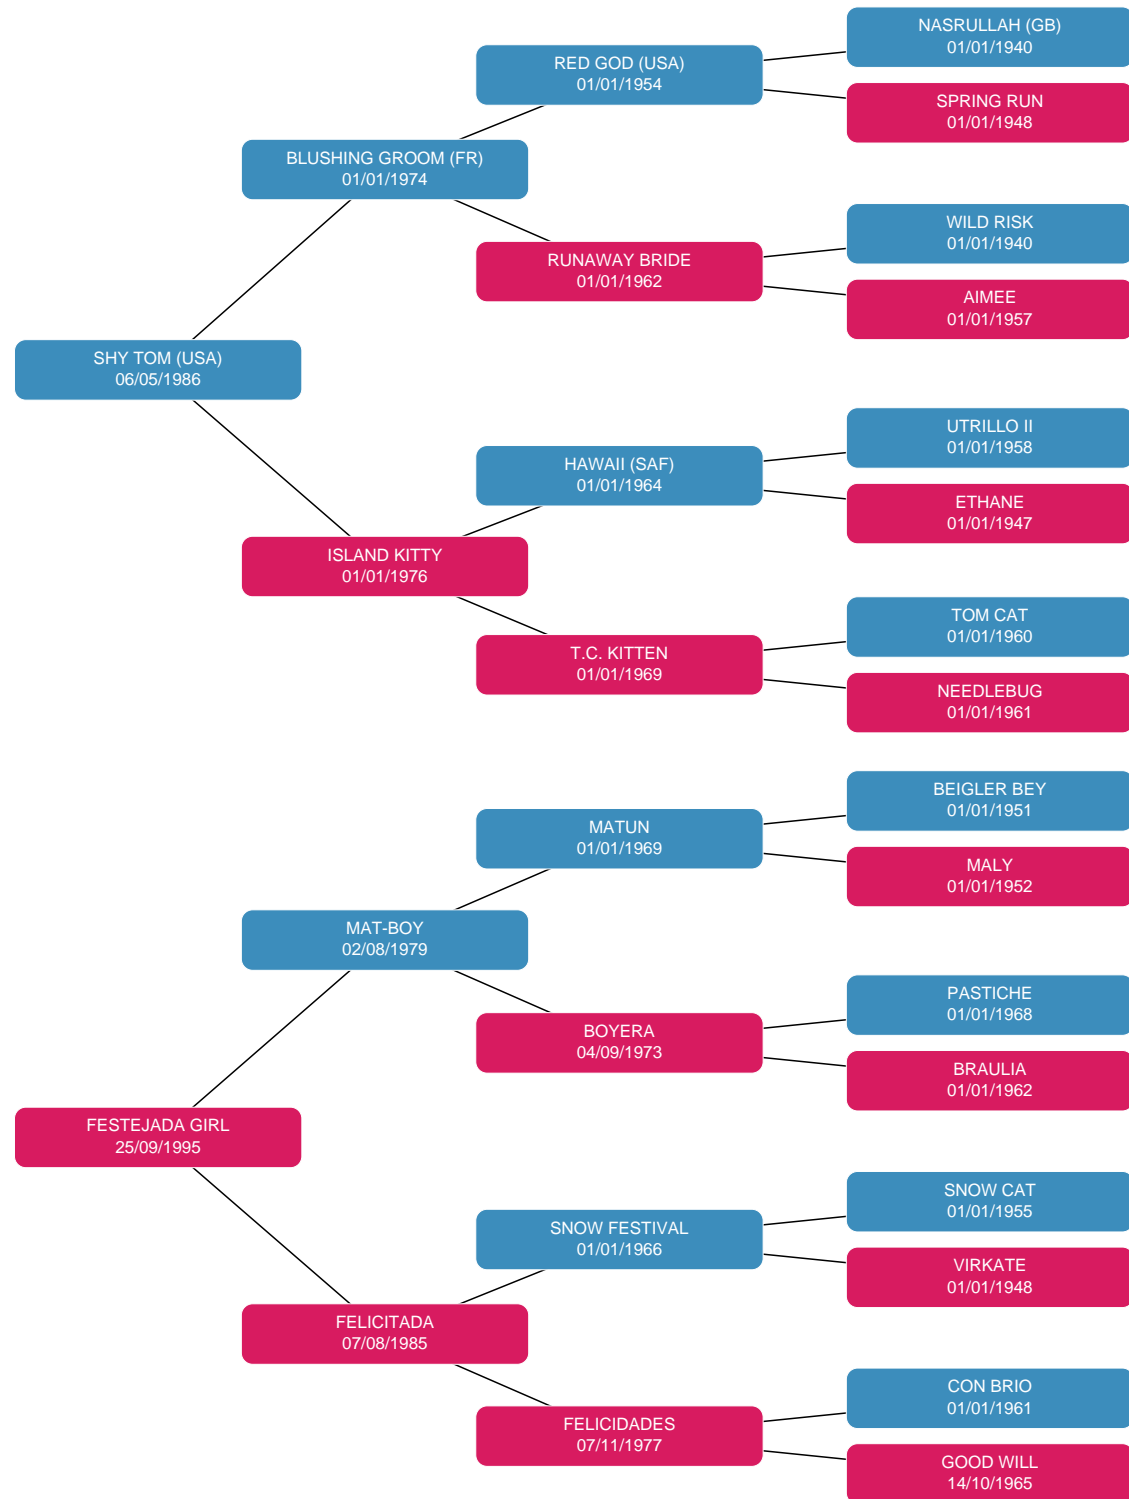 NASRULLAH (GB)
01/01/1940
RED GOD (USA)
01/01/1954
SPRING RUN
01/01/1948
BLUSHING GROOM (FR)
01/01/1974
WILD RISK
01/01/1940
RUNAWAY BRIDE
01/01/1962
AIMEE
01/01/1957
SHY TOM (USA)
06/05/1986
UTRILLO II
01/01/1958
HAWAII (SAF)
01/01/1964
ETHANE
01/01/1947
ISLAND KITTY
01/01/1976
TOM CAT
01/01/1960
T.C. KITTEN
01/01/1969
NEEDLEBUG
01/01/1961
BEIGLER BEY
01/01/1951
MATUN
01/01/1969
MALY
01/01/1952
MAT-BOY
02/08/1979
PASTICHE
01/01/1968
BOYERA
04/09/1973
BRAULIA
01/01/1962
FESTEJADA GIRL
25/09/1995
SNOW CAT
01/01/1955
SNOW FESTIVAL
01/01/1966
VIRKATE
01/01/1948
FELICITADA
07/08/1985
CON BRIO
01/01/1961
FELICIDADES
07/11/1977
GOOD WILL
14/10/1965